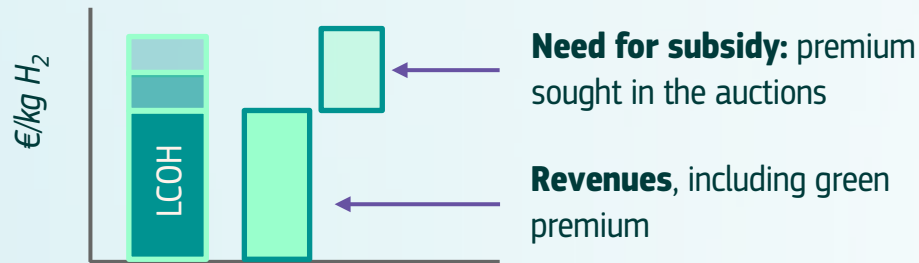 €/kg H₂
LCOH
Need for subsidy: premium
sought in the auctions
Revenues, including green
premium